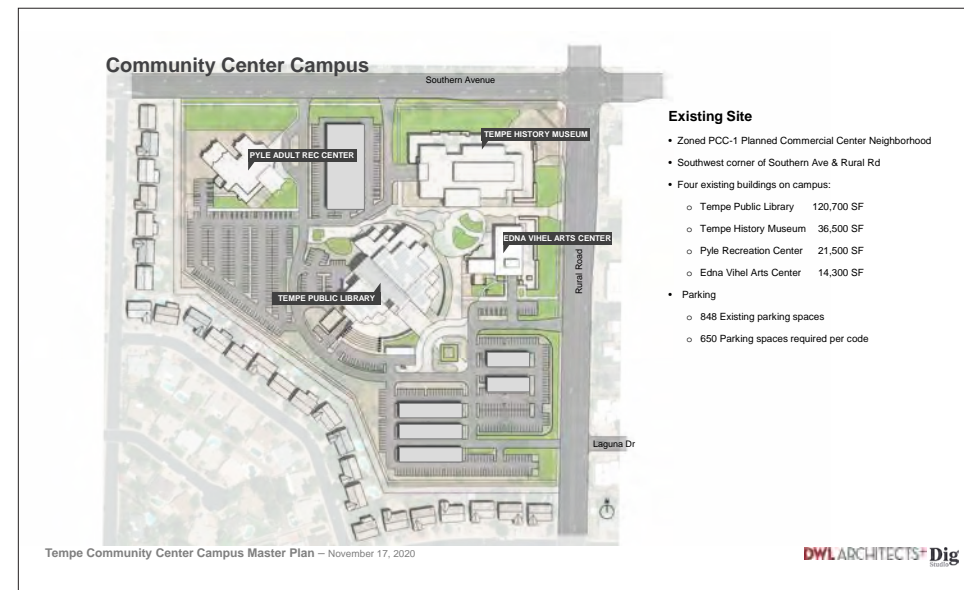 Community Center Campus
Southern Avenue
TEMPE HISTORY MUSEUM
PYLE ADULT REC CENTER
EDNA VIHEL ARTS CENTER
Rural Road
TEMPE PUBLIC LIBRARY
Laguna Dr
Existing Site
• Zoned PCC-1 Planned Commercial Center Neighborhood
• Southwest corner of Southern Ave & Rural Rd
• Four existing buildings on campus:
o Tempe Public Library 120,700 SF
o Tempe History Museum 36,500 SF
o Pyle Recreation Center 21,500 SF
o Edna Vihel Arts Center 14,300 SF
• Parking
o 848 Existing parking spaces
o 650 Parking spaces required per code
Tempe Community Center Campus Master Plan – November 17, 2020
DWL ARCHITECTS+ Dig
Studio